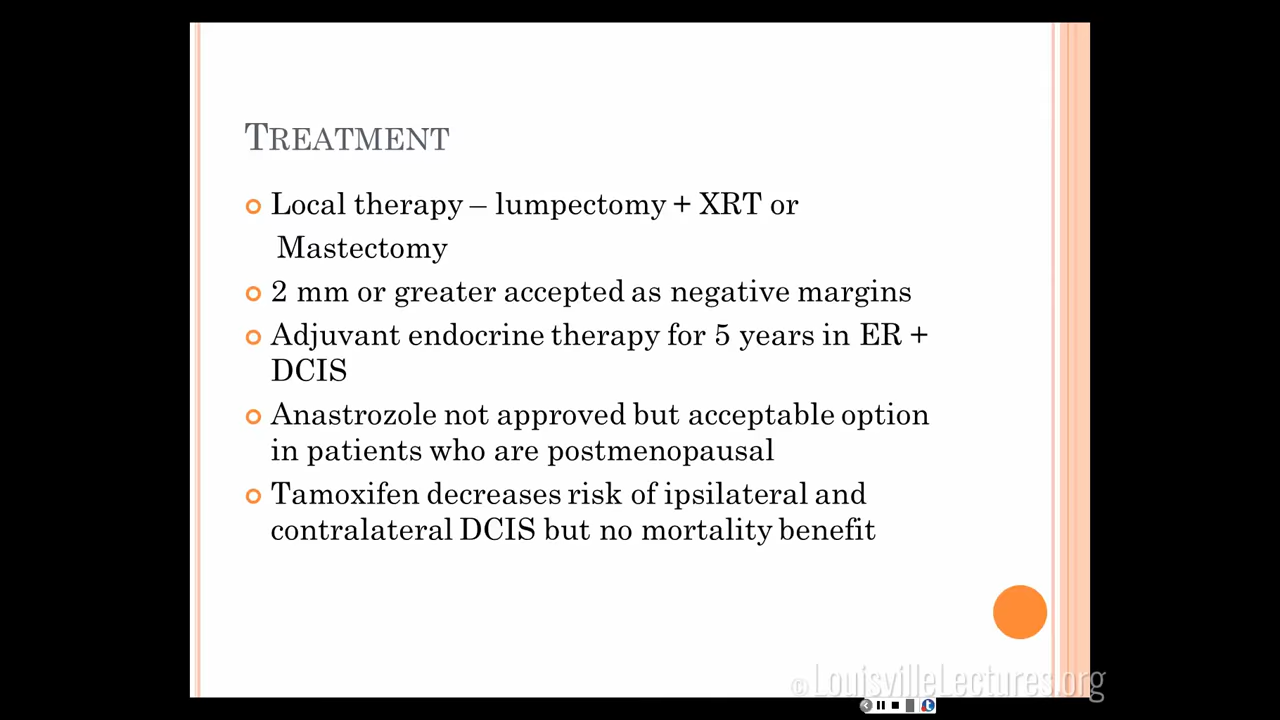 TREATMENT
Local therapy – lumpectomy + XRT or
Mastectomy
2 mm or greater accepted as negative margins
Adjuvant endocrine therapy for 5 years in ER +
DCIS
Anastrozole not approved but acceptable option
in patients who are postmenopausal
Tamoxifen decreases risk of ipsilateral and
contralateral DCIS but no mortality benefit
© LouisvilleLectures.org